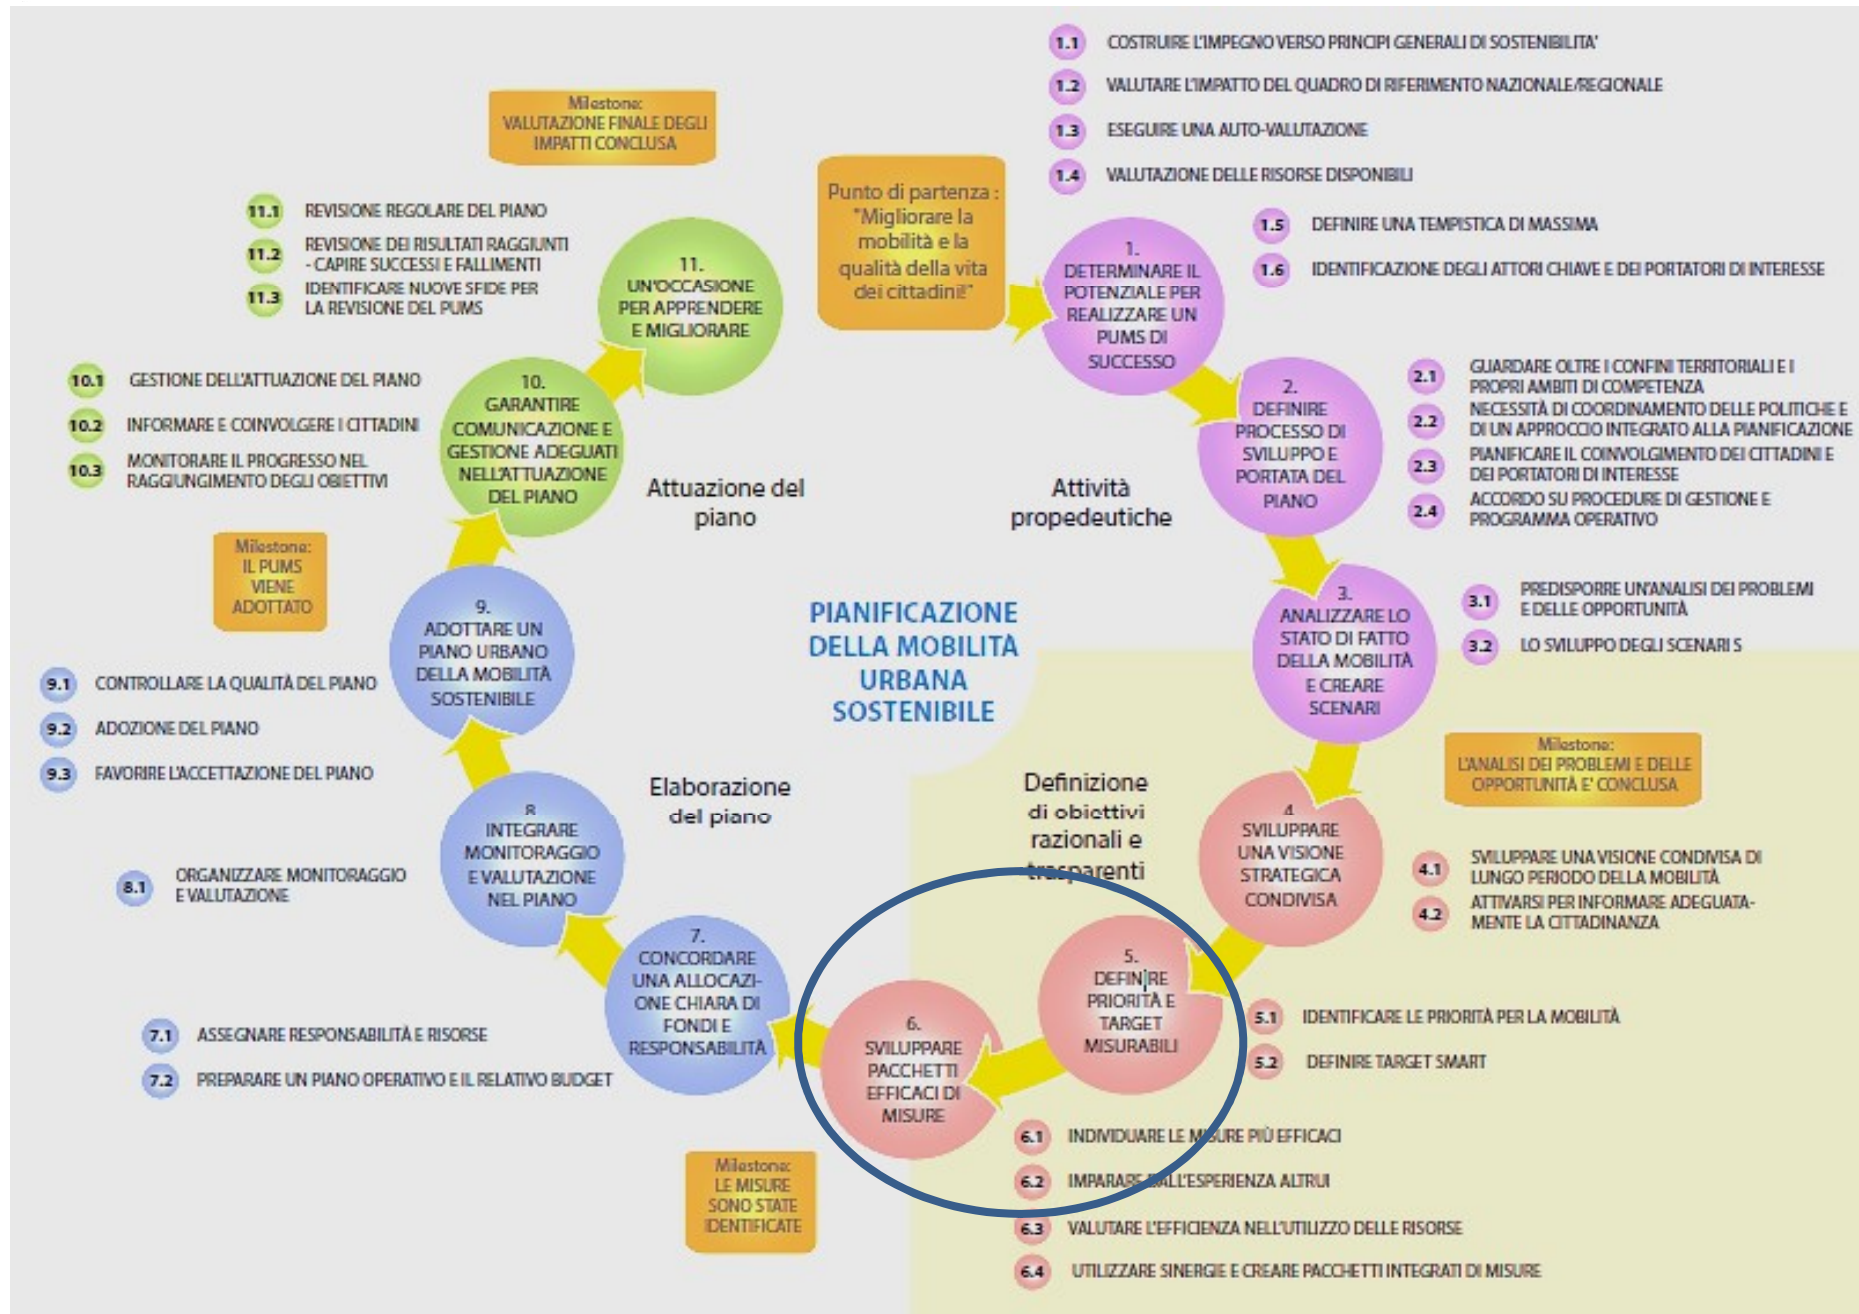 1.1 COSTRUIRE L'IMPEGNO VERSO PRINCIPI GENERALI DI SOSTENIBILITA'
1.2 VALUTARE L'IMPATTO DEL QUADRO DI RIFERIMENTO NAZIONALE/REGIONALE
1.3 ESEGUIRE UNA AUTO-VALUTAZIONE
1.4 VALUTAZIONE DELLE RISORSE DISPONIBILI
1.5 DEFINIRE UNA TEMPISTICA DI MASSIMA
1.6 IDENTIFICAZIONE DEGLI ATTORI CHIAVE E DEI PORTATORI DI INTERESSE
Punto di partenza :
"Migliorare la
mobilità e la
qualità della vita
dei cittadini!"
1.
DETERMINARE IL
POTENZIALE PER
REALIZZARE UN
PUMS DI
SUCCESSO
2.
DEFINIRE
PROCESSO DI
SVILUPPO E
PORTATA DEL
PIANO
2.1 GUARDARE OLTRE I CONFINI TERRITORIALI E I
PROPRI AMBITI DI COMPETENZA
2.2 NECESSITÀ DI COORDINAMENTO DELLE POLITICHE E
DI UN APPROCCIO INTEGRATO ALLA PIANIFICAZIONE
2.3 PIANIFICARE IL COINVOLGIMENTO DEI CITTADINI E
DEI PORTATORI DI INTERESSE
2.4 ACCORDO SU PROCEDURE DI GESTIONE E
PROGRAMMA OPERATIVO
Attività
propedeutiche
3.
ANALIZZARE LO
STATO DI FATTO
DELLA MOBILITÀ
E CREARE
SCENARI
3.1 PREDISPORRE UN'ANALISI DEI PROBLEMI
E DELLE OPPORTUNITÀ
3.2 LO SVILUPPO DEGLI SCENARI S
Milestone:
L'ANALISI DEI PROBLEMI E DELLE
OPPORTUNITÀ E' CONCLUSA
PIANIFICAZIONE
DELLA MOBILITÀ
URBANA
SOSTENIBILE
Definizione
di obiettivi
razionali e
trasparenti
4.
SVILUPPARE
UNA VISIONE
STRATEGICA
CONDIVISA
4.1 SVILUPPARE UNA VISIONE CONDIVISA DI
LUNGO PERIODO DELLA MOBILITÀ
4.2 ATTIVARSI PER INFORMARE ADEGUATA-
MENTE LA CITTADINANZA
5.
DEFINIRE
PRIORITÀ E
TARGET
MISURABILI
5.1 IDENTIFICARE LE PRIORITÀ PER LA MOBILITÀ
5.2 DEFINIRE TARGET SMART
6.
SVILUPPARE
PACCHETTI
EFFICACI DI
MISURE
6.1 INDIVIDUARE LE MISURE PIÙ EFFICACI
6.2 IMPARARE DALL'ESPERIENZA ALTRUI
6.3 VALUTARE L'EFFICIENZA NELL'UTILIZZO DELLE RISORSE
6.4 UTILIZZARE SINERGIE E CREARE PACCHETTI INTEGRATI DI MISURE
Milestone:
LE MISURE
SONO STATE
IDENTIFICATE
7.
CONCORDARE
UNA ALLOCAZI-
ONE CHIARA DI
FONDI E
RESPONSABILITÀ
7.1 ASSEGNARE RESPONSABILITÀ E RISORSE
7.2 PREPARARE UN PIANO OPERATIVO E IL RELATIVO BUDGET
Elaborazione
del piano
8
INTEGRARE
MONITORAGGIO
E VALUTAZIONE
NEL PIANO
8.1 ORGANIZZARE MONITORAGGIO
E VALUTAZIONE
9.
ADOTTARE UN
PIANO URBANO
DELLA MOBILITÀ
SOSTENIBILE
9.1 CONTROLLARE LA QUALITÀ DEL PIANO
9.2 ADOZIONE DEL PIANO
9.3 FAVORIRE L'ACCETTAZIONE DEL PIANO
Milestone:
IL PUMS
VIENE
ADOTTATO
Attuazione del
piano
10.
GARANTIRE
COMUNICAZIONE E
GESTIONE ADEGUATI
NELL'ATTUAZIONE
DEL PIANO
10.1 GESTIONE DELL'ATTUAZIONE DEL PIANO
10.2 INFORMARE E COINVOLGERE I CITTADINI
10.3 MONITORARE IL PROGRESSO NEL
RAGGIUNGIMENTO DEGLI OBIETTIVI
11.
UN'OCCASIONE
PER APPRENDERE
E MIGLIORARE
11.1 REVISIONE REGOLARE DEL PIANO
11.2 REVISIONE DEI RISULTATI RAGGIUNTI
- CAPIRE SUCCESSI E FALLIMENTI
11.3 IDENTIFICARE NUOVE SFIDE PER
LA REVISIONE DEL PUMS
Milestone:
VALUTAZIONE FINALE DEGLI
IMPATTI CONCLUSA